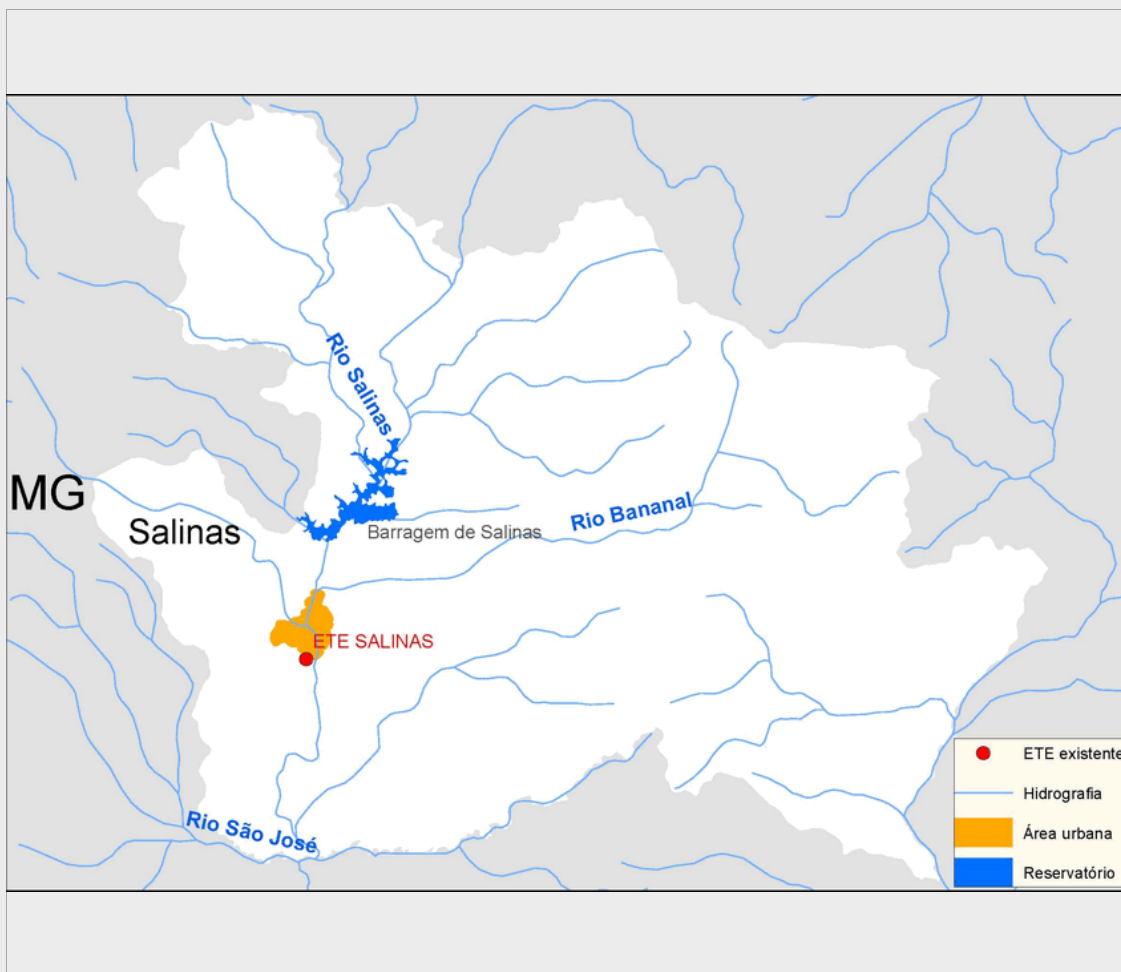 Rio Salinas
MG
Salinas
Barragem de Salinas
Rio Bananal
ETE SALINAS
Rio São José
ETE existente
Hidrografia
Área urbana
Reservatório